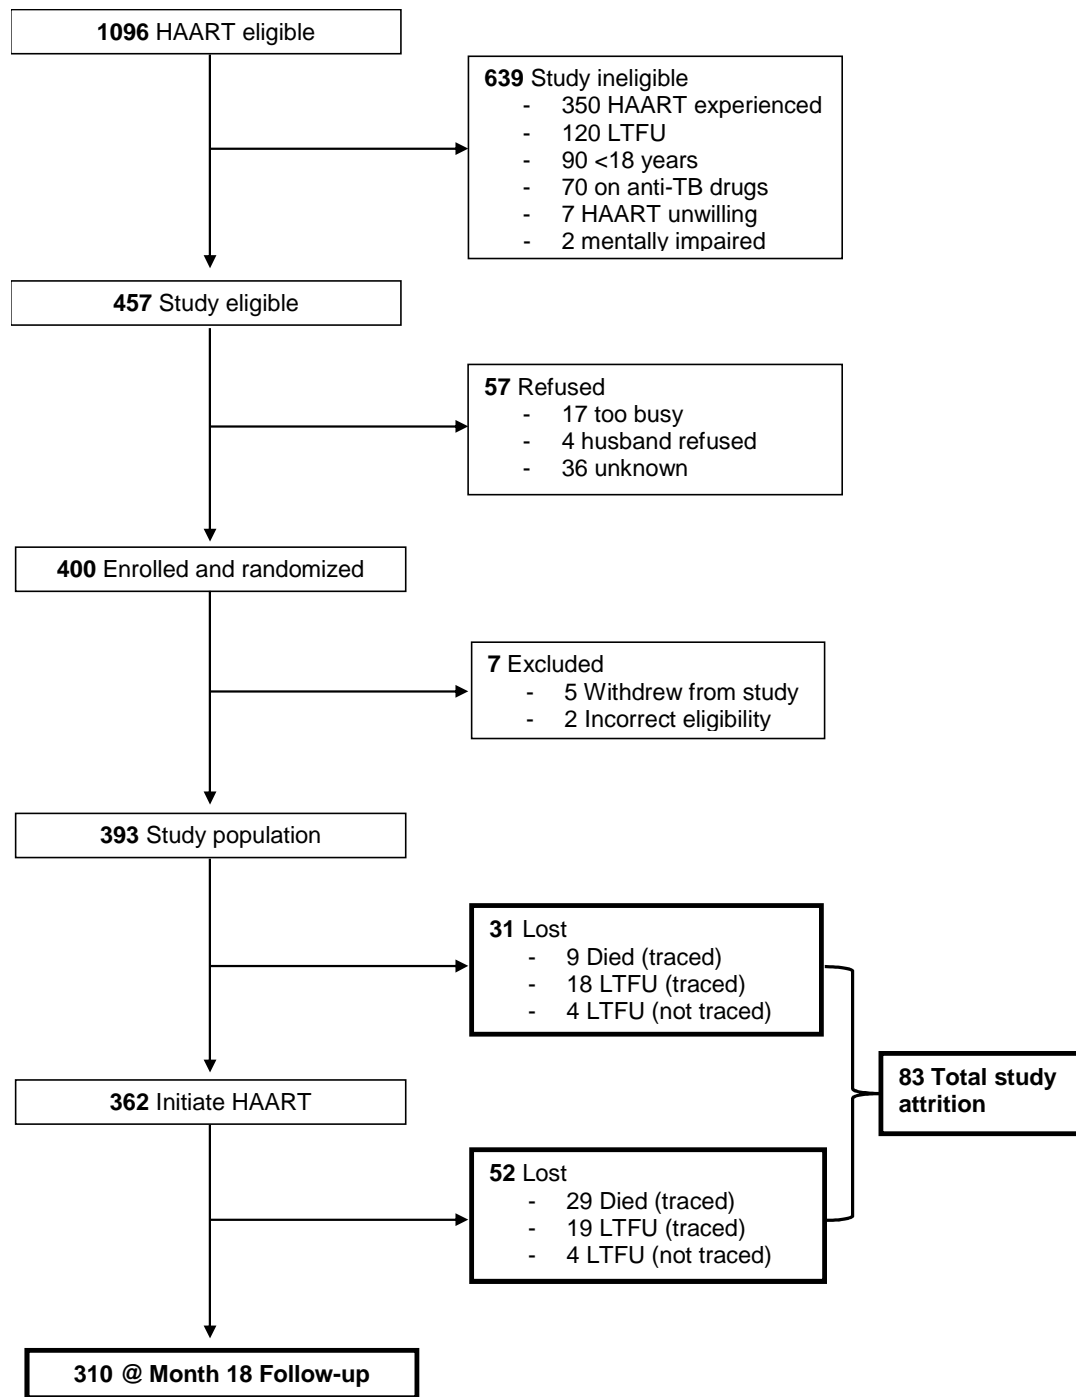 1096 HAART eligible
639 Study ineligible
- 350 HAART experienced
- 120 LTFU
- 90 <18 years
- 70 on anti-TB drugs
- 7 HAART unwilling
- 2 mentally impaired
457 Study eligible
57 Refused
- 17 too busy
- 4 husband refused
- 36 unknown
400 Enrolled and randomized
7 Excluded
- 5 Withdrew from study
- 2 Incorrect eligibility
393 Study population
31 Lost
- 9 Died (traced)
- 18 LTFU (traced)
- 4 LTFU (not traced)
83 Total study
attrition
362 Initiate HAART
52 Lost
- 29 Died (traced)
- 19 LTFU (traced)
- 4 LTFU (not traced)
310 @ Month 18 Follow-up